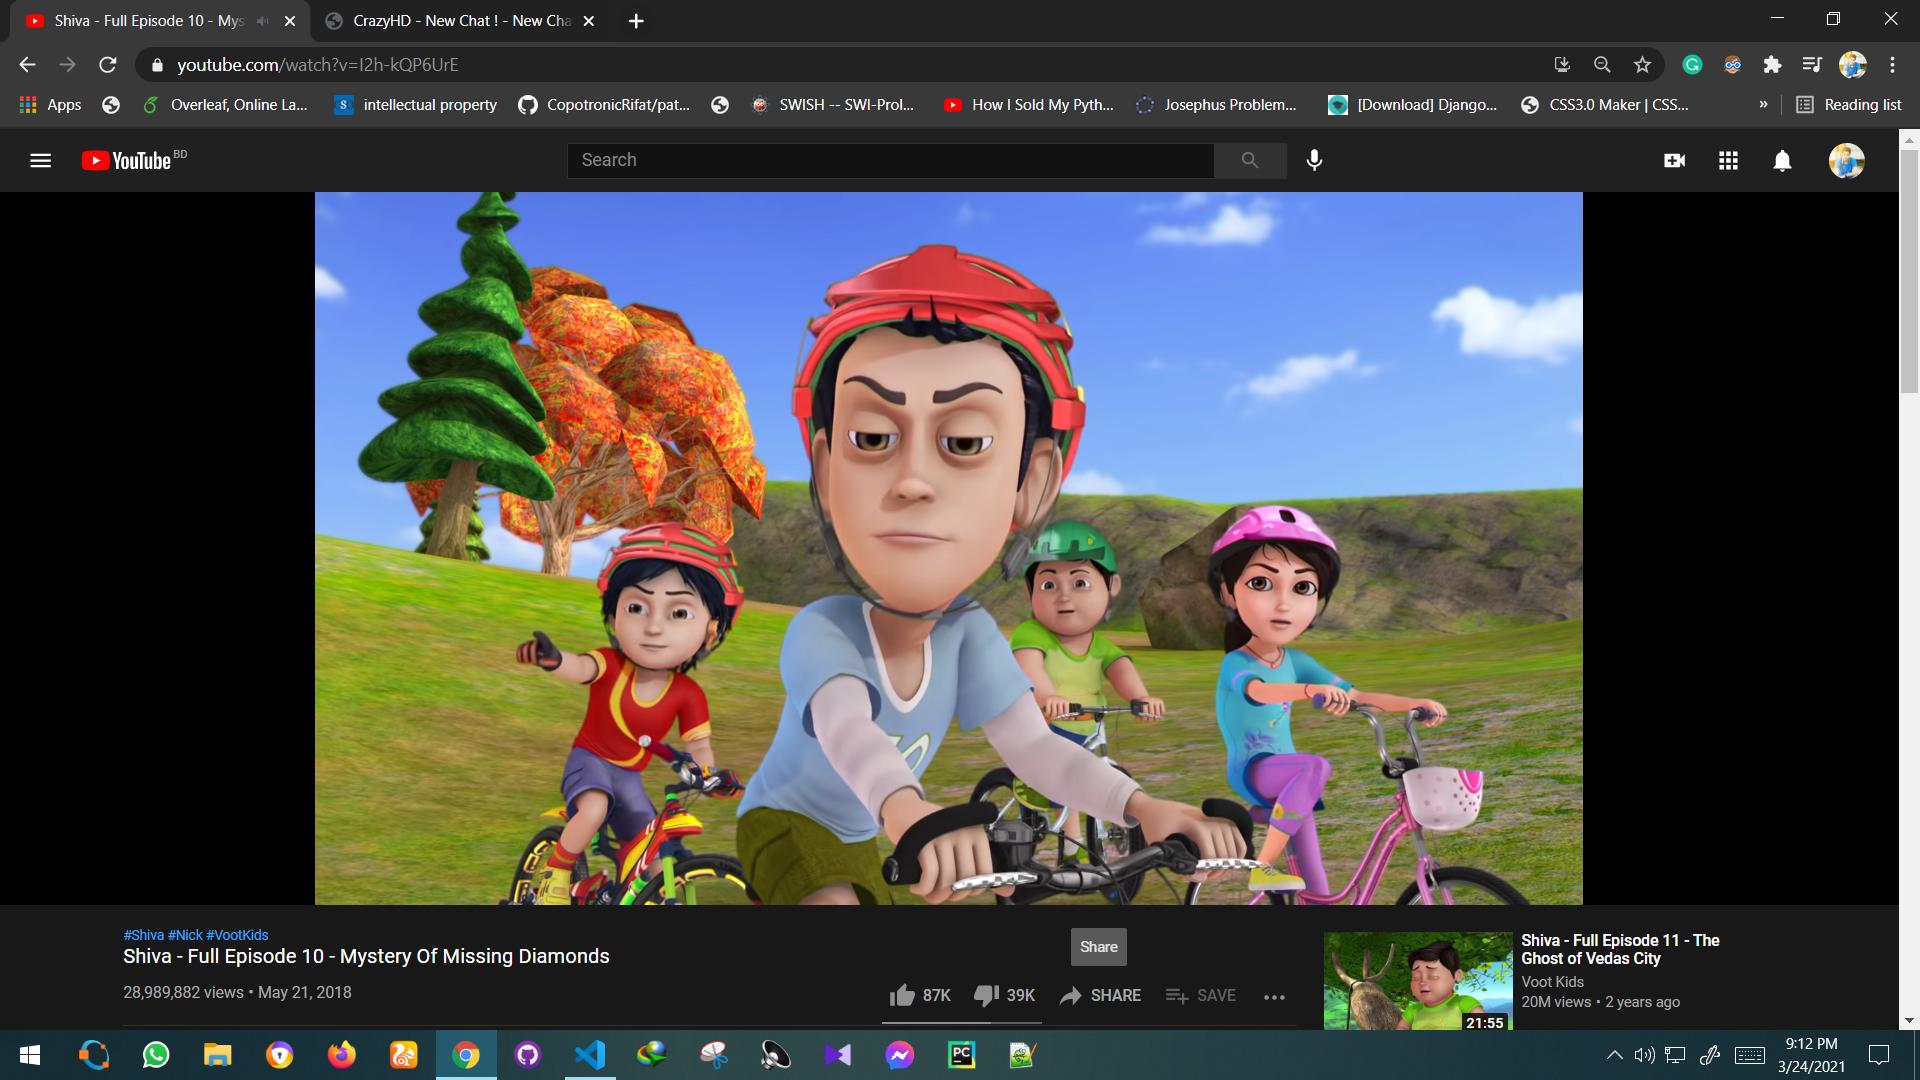 Shiva - Full Episode 10 - Mys
CrazyHD - New Chat ! - New Cha
youtube.com/watch?v=I2h-kQP6UrE
Apps
Overleaf, Online La...
intellectual property
CopotronicRifat/pat...
SWISH -- SWI-Prol...
How I Sold My Pyth...
Josephus Problem...
[Download] Django...
CSS3.0 Maker | CSS...
»
Reading list
YouTube BD
Search
#Shiva #Nick #VootKids
Shiva - Full Episode 10 - Mystery Of Missing Diamonds
28,989,882 views • May 21, 2018
Share
87K
39K
SHARE
SAVE
Shiva - Full Episode 11 - The
Ghost of Vedas City
Voot Kids
20M views • 2 years ago
21:55
PC
9:12 PM
3/24/2021